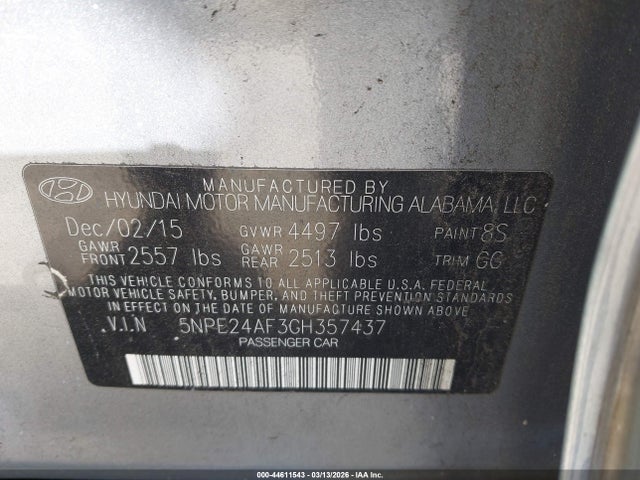 MANUFACTURED BY
HYUNDAI MOTOR MANUFACTURING ALABAMA, LLC
Dec/02/15 GVWR 4497 lbs PAINT 8S
GAWR FRONT 2557 lbs GAWR REAR 2513 lbs TRIM GG
THIS VEHICLE CONFORMS TO ALL APPLICABLE U.S.A. FEDERAL
MOTOR VEHICLE SAFETY, BUMPER, AND THEFT PREVENTION STANDARDS
IN EFFECT ON THE DATE OF MANUFACTURE SHOWN ABOVE.
V.I.N 5NPE24AF3GH357437
PASSENGER CAR
000-44611543 - 03/13/2026 - IAA Inc.